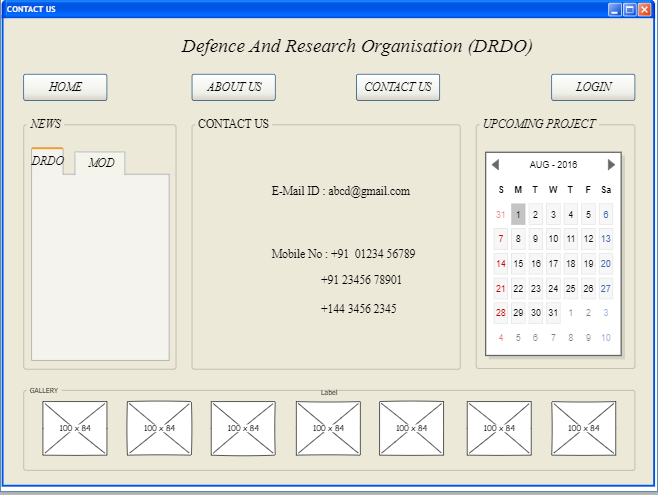 CONTACT US
Defence And Research Organisation (DRDO)
HOME ABOUT US CONTACT US LOGIN
NEWS CONTACT US UPCOMING PROJECT
DRDO MOD
AUG - 2016
S M T W T F Sa
31 1 2 3 4 5 6
7 8 9 10 11 12 13
14 15 16 17 18 19 20
21 22 23 24 25 26 27
28 29 30 31 1 2 3
4 5 6 7 8 9 10
E-Mail ID : abcd@gmail.com
Mobile No : +91 01234 56789
+91 23456 78901
+144 3456 2345
GALLERY Label
100 x 84 100 x 84 100 x 84 100 x 84 100 x 84 100 x 84 100 x 84